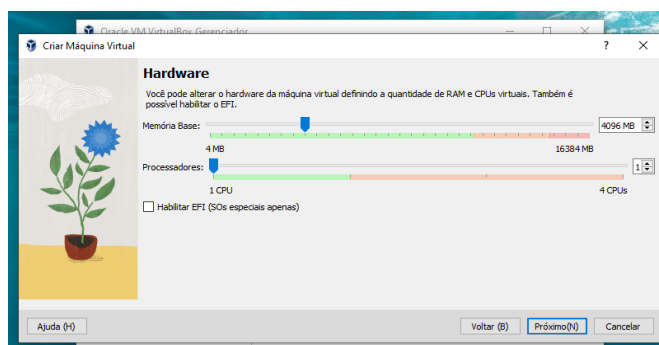 Oracle VM VirtualBox Gerenciador
Criar Máquina Virtual
Hardware
Você pode alterar o hardware da máquina virtual definindo a quantidade de RAM e CPUs virtuais. Também é
possível habilitar o EFI.
Memória Base: 4096 MB
4 MB 16384 MB
Processadores: 1
1 CPU 4 CPUs
Habilitar EFI (SOs especiais apenas)
Ajuda (H) Voltar (B) Próximo(N) Cancelar